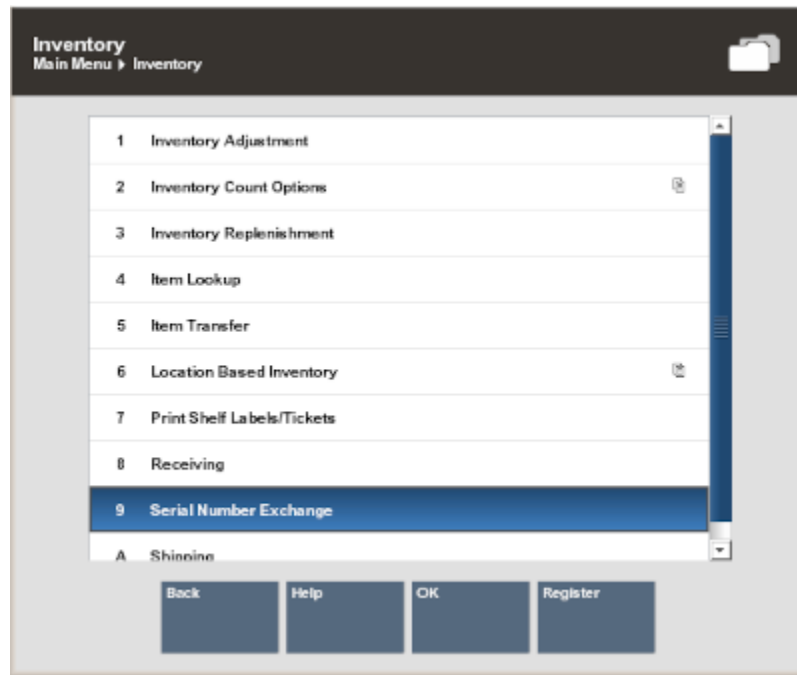 Inventory
Main Menu ▸ Inventory
1 Inventory Adjustment
2 Inventory Count Options
3 Inventory Replenishment
4 Item Lookup
5 Item Transfer
6 Location Based Inventory
7 Print Shelf Labels/Tickets
8 Receiving
9 Serial Number Exchange
A Shipping
Back Help OK Register